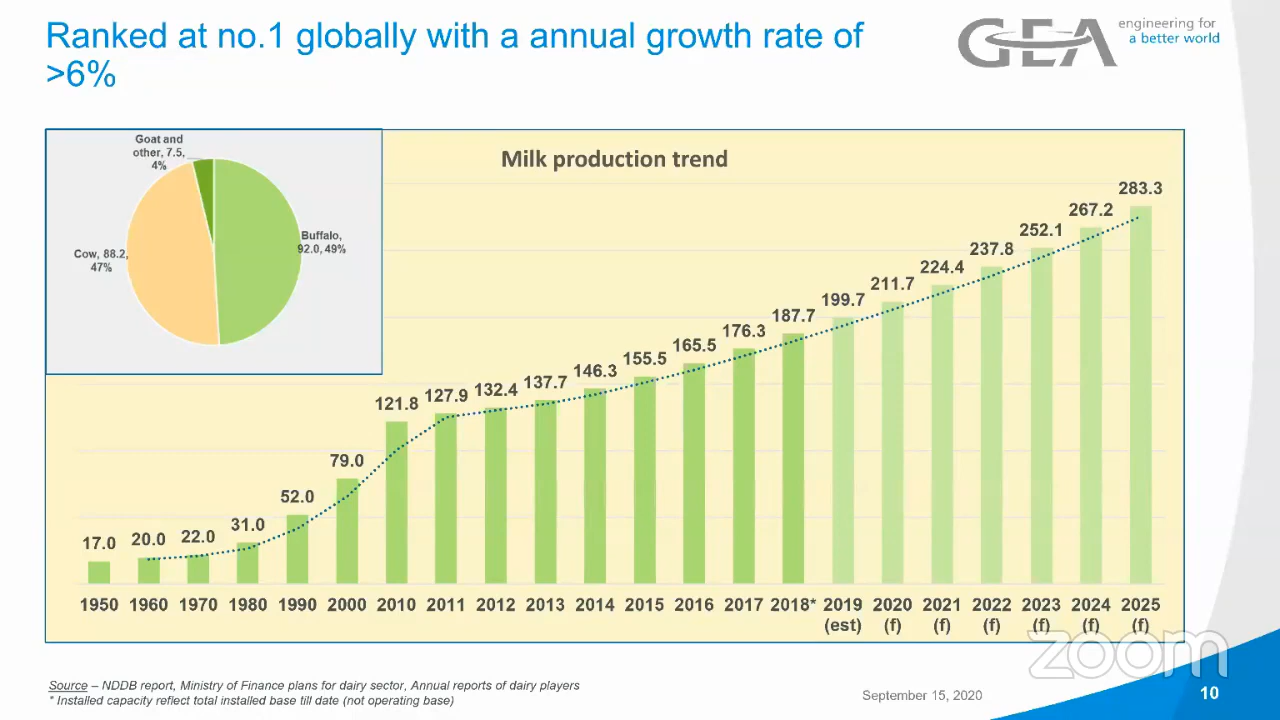 Ranked at no.1 globally with a annual growth rate of
>6%
GEA
engineering for
a better world
Milk production trend
Goat and
other, 7.5,
4%
Cow, 88.2,
47%
Buffalo,
92.0, 49%
17.0 20.0 22.0 31.0 52.0 79.0 121.8 127.9 132.4 137.7 146.3 155.5 165.5 176.3 187.7 199.7 211.7 224.4 237.8 252.1 267.2 283.3
1950 1960 1970 1980 1990 2000 2010 2011 2012 2013 2014 2015 2016 2017 2018* 2019 2020 2021 2022 2023 2024 2025
(est) (f) (f) (f) (f) (f) (f)
zoom
Source – NDDB report, Ministry of Finance plans for dairy sector, Annual reports of dairy players
* Installed capacity reflect total installed base till date (not operating base)
September 15, 2020
10